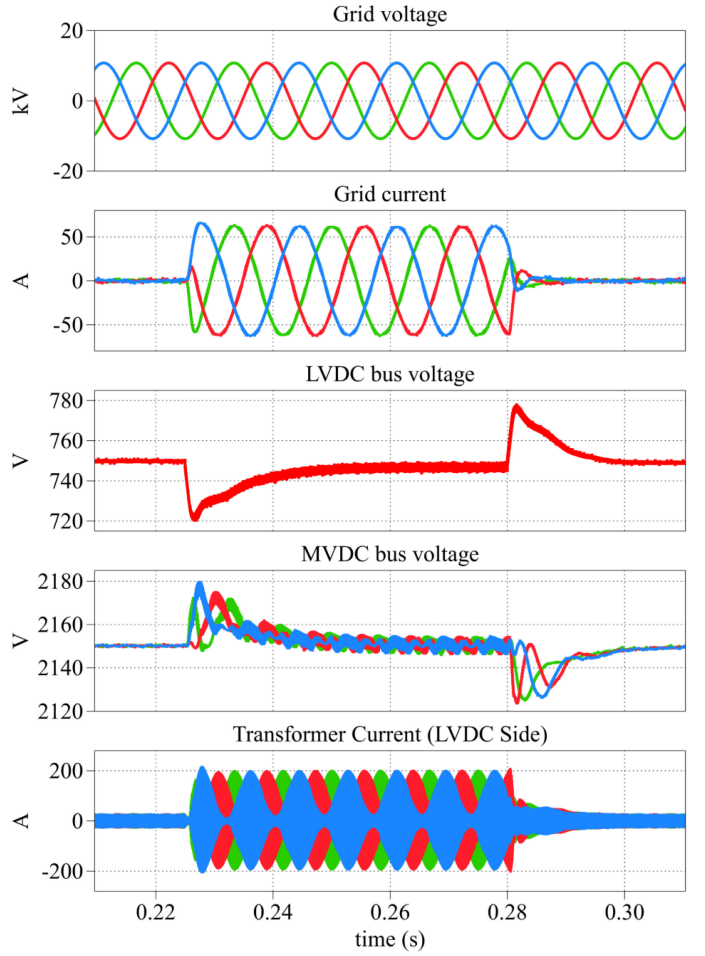 Grid voltage
20
0
-20
kV
Grid current
50
0
-50
A
LVDC bus voltage
780
760
740
720
V
MVDC bus voltage
2180
2160
2140
2120
V
Transformer Current (LVDC Side)
200
0
-200
A
0.22 0.24 0.26 0.28 0.30
time (s)